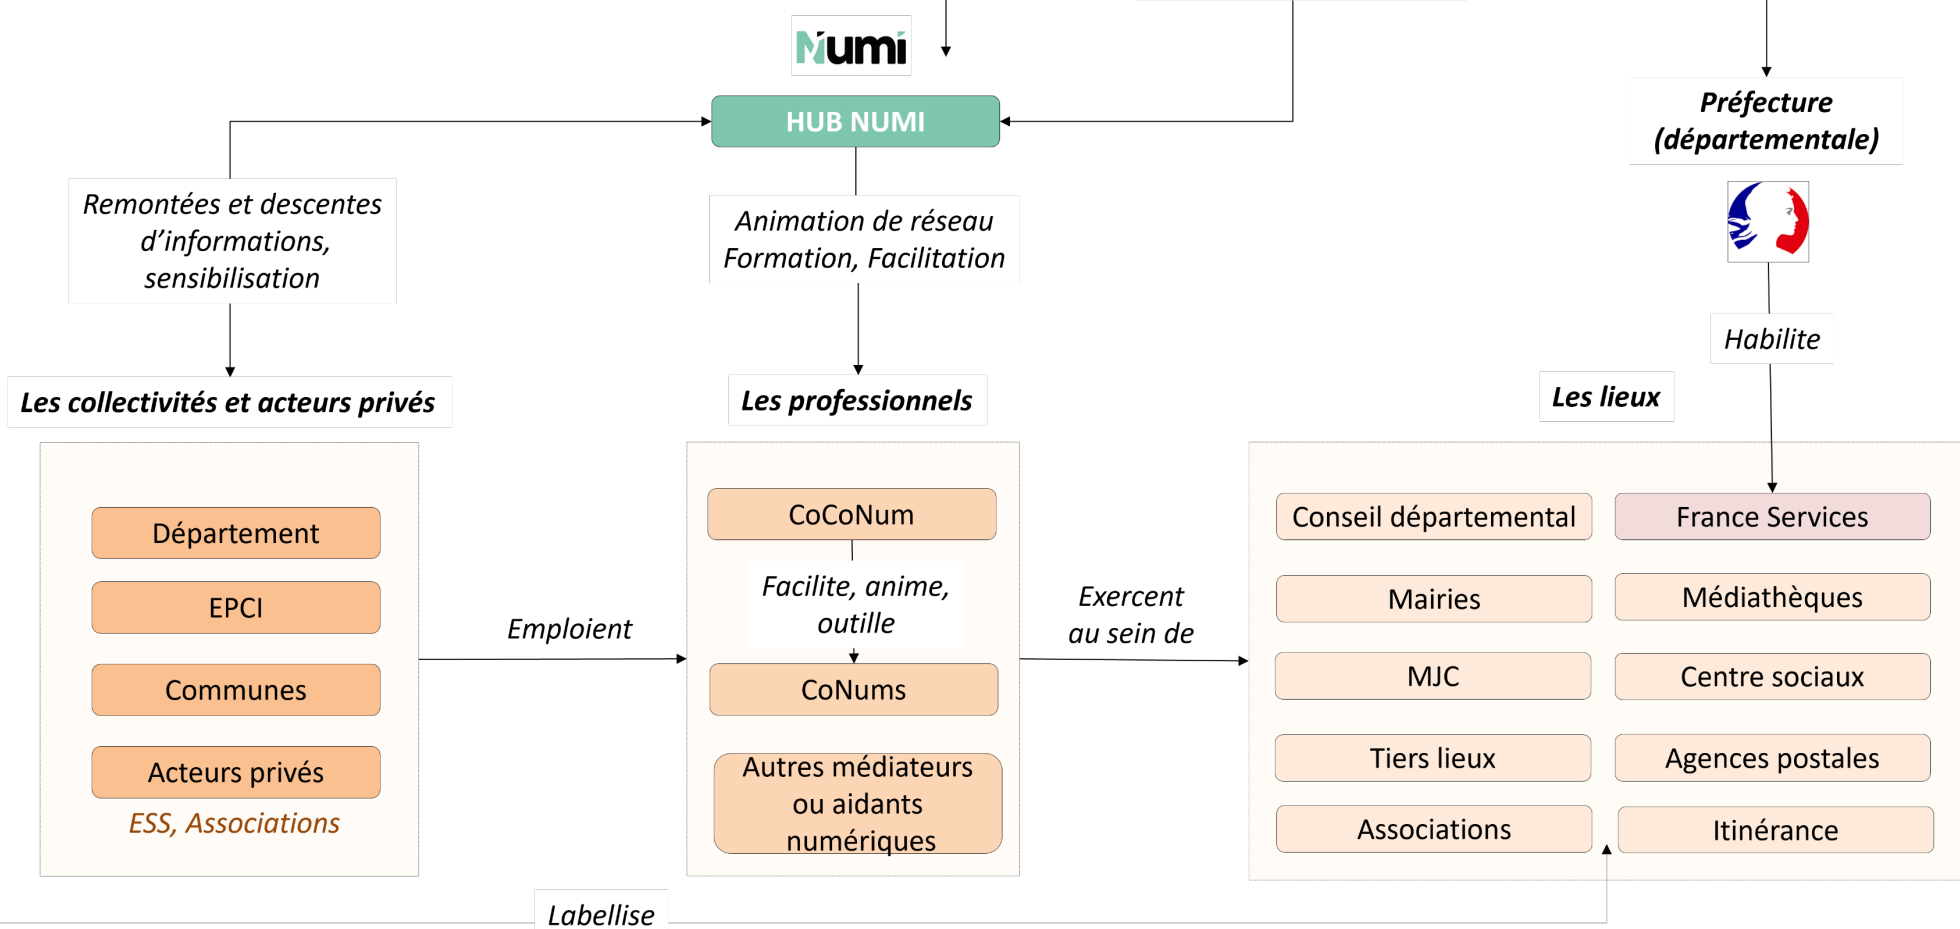 Numi
HUB NUMI
Préfecture
(départementale)
Remontées et descentes
d’informations,
sensibilisation
Animation de réseau
Formation, Facilitation
Habilite
Les collectivités et acteurs privés
Les professionnels
Les lieux
Département
EPCI
Communes
Acteurs privés
ESS, Associations
Emploient
CoCoNum
Facilite, anime,
outille
CoNums
Autres médiateurs
ou aidants
numériques
Exercent
au sein de
Conseil départemental
France Services
Mairies
Médiathèques
MJC
Centre sociaux
Tiers lieux
Agences postales
Associations
Itinérance
Labellise